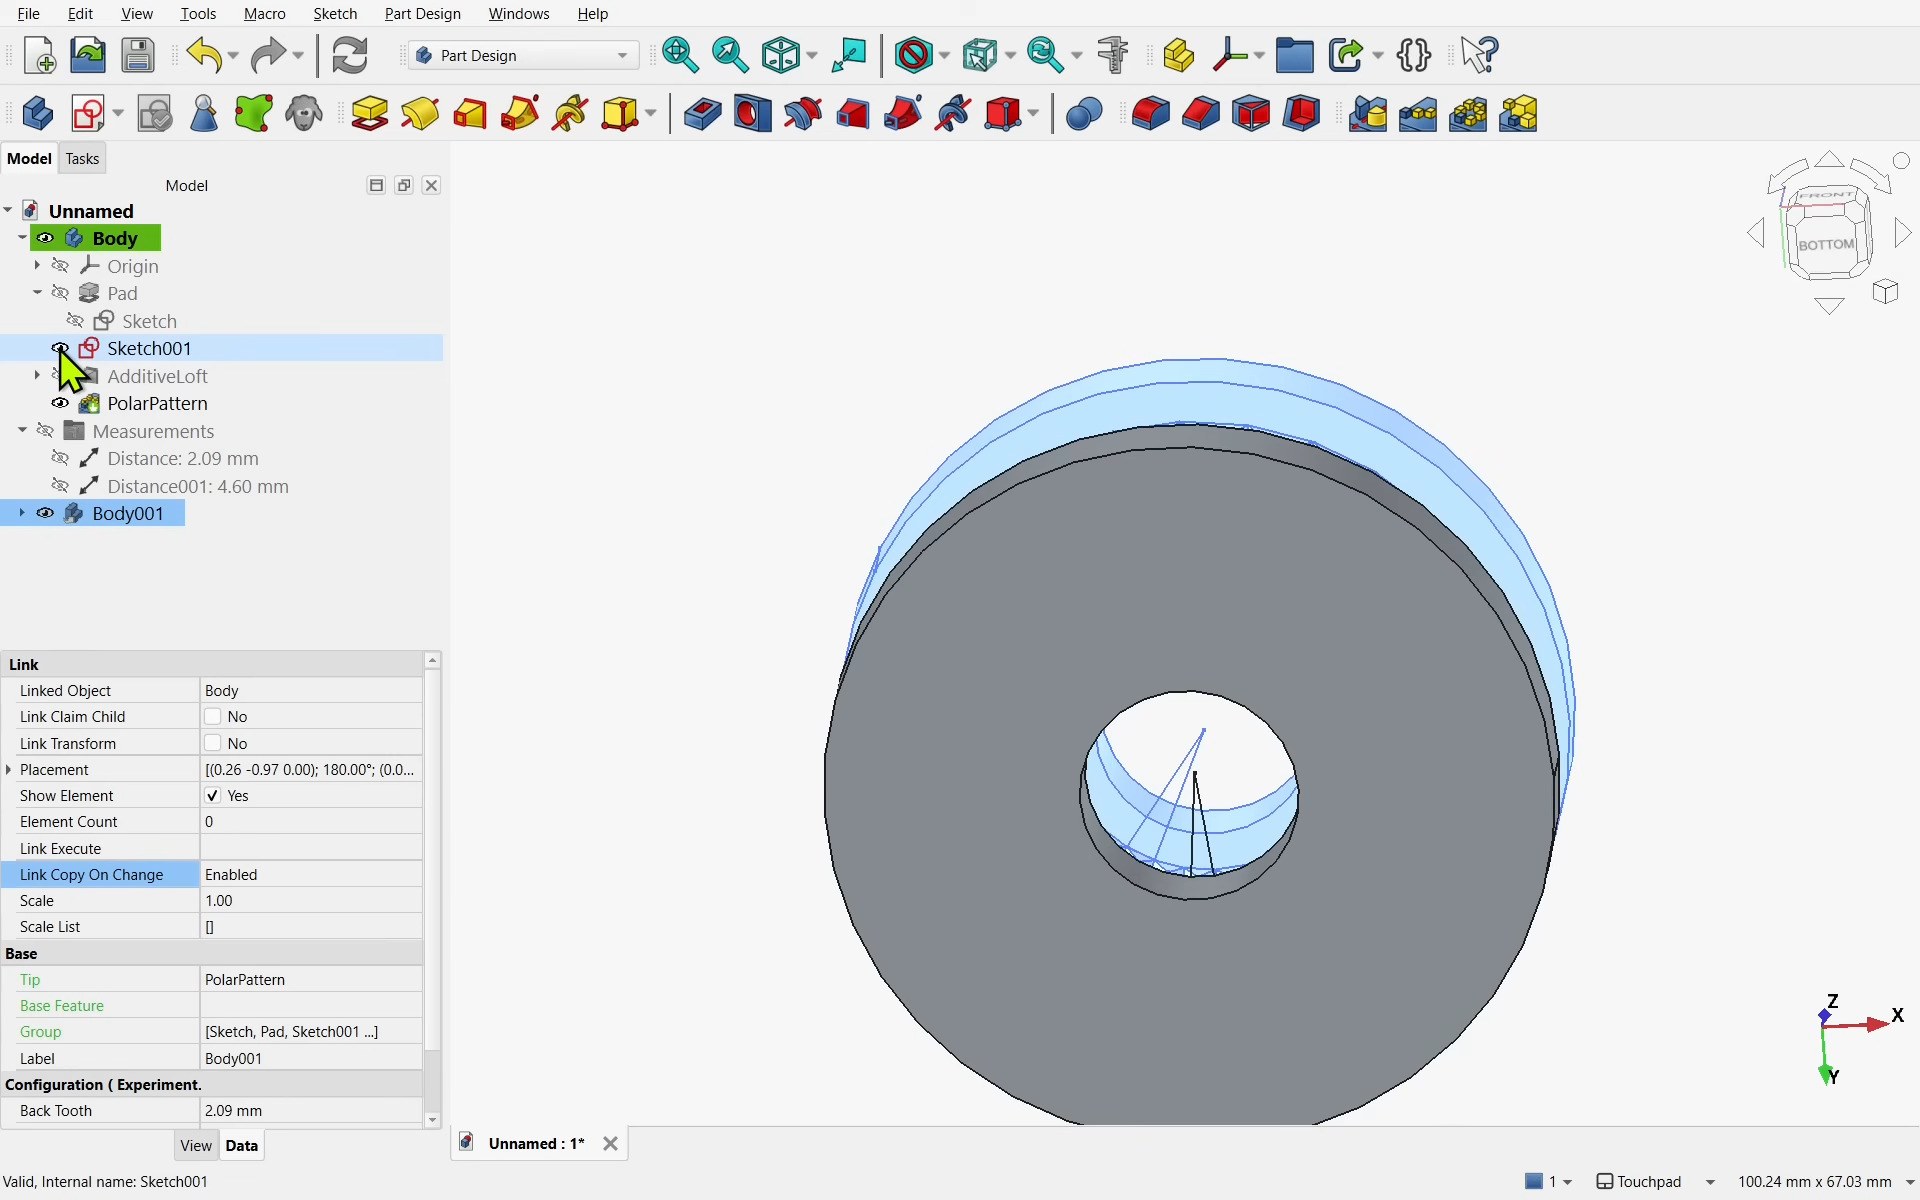 File Edit View Tools Macro Sketch Part Design Windows Help
Part Design
Model Tasks
Model
Unnamed
Body
Origin
Pad
Sketch
Sketch001
AdditiveLoft
PolarPattern
Measurements
Distance: 2.09 mm
Distance001: 4.60 mm
Body001
FRONT
BOTTOM
Link
Linked Object Body
Link Claim Child No
Link Transform No
Placement [(0.26 -0.97 0.00); 180.00°; (0.0...
Show Element Yes
Element Count 0
Link Execute
Link Copy On Change Enabled
Scale 1.00
Scale List []
Base
Tip PolarPattern
Base Feature
Group [Sketch, Pad, Sketch001 ...]
Label Body001
Configuration ( Experiment.
Back Tooth 2.09 mm
View Data
Z
X
Y
Unnamed : 1*
Valid, Internal name: Sketch001
1 Touchpad 100.24 mm x 67.03 mm